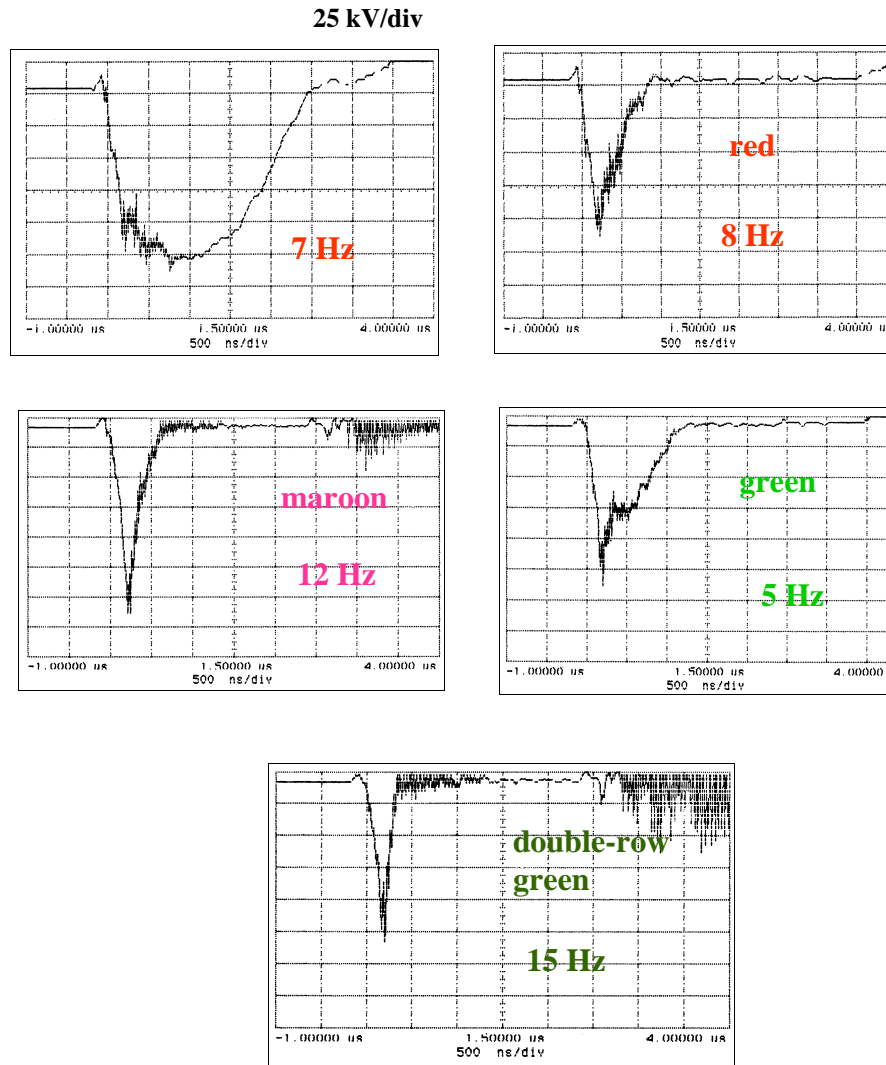 25 kV/div
7 Hz
-1.00000 us 1.50000 us 4.00000 us
500 ns/div
red
8 Hz
-1.00000 us 1.50000 us 4.00000 us
500 ns/div
maroon
12 Hz
-1.00000 us 1.50000 us 4.00000 us
500 ns/div
green
5 Hz
-1.00000 us 1.50000 us 4.00000
500 ns/div
double-row
green
15 Hz
-1.00000 us 1.50000 us 4.00000 us
500 ns/div